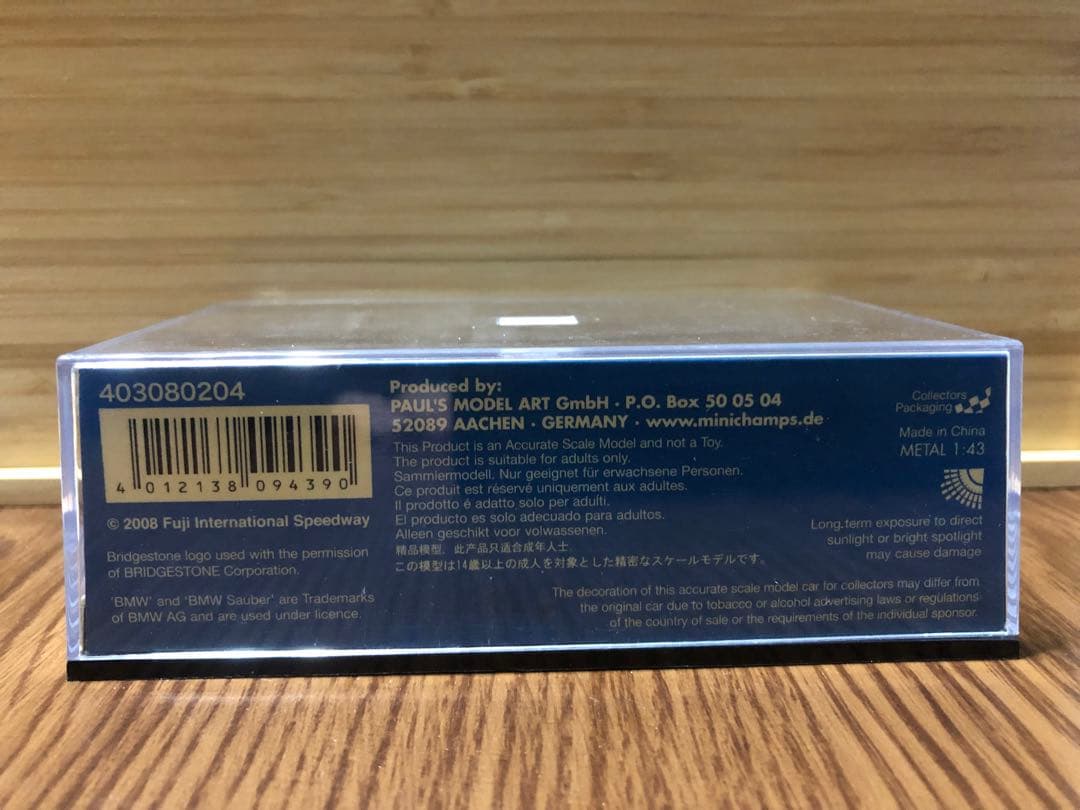 403080204
4 012138 094390
© 2008 Fuji International Speedway
Bridgestone logo used with the permission
of BRIDGESTONE Corporation.
'BMW' and 'BMW Sauber' are Trademarks
of BMW AG and are used under licence.
Produced by:
PAUL'S MODEL ART GmbH · P.O. Box 50 05 04
52089 AACHEN · GERMANY · www.minichamps.de
This Product is an Accurate Scale Model and not a Toy.
The product is suitable for adults only.
Sammlermodell. Nur geeignet für erwachsene Personen.
Ce produit est réservé uniquement aux adultes.
Il prodotto é adatto solo per adulti.
El producto es solo adecuado para adultos.
Alleen geschikt voor volwassenen.
精品模型, 此产品只适合成年人士.
この模型は14歳以上の成人を対象とした精密なスケールモデルです。
Collectors
Packaging
Made in China
METAL 1:43
Long.term exposure to direct
sunlight or bright spotlight
may cause damage
The decoration of this accurate scale model car for collectors may differ from
the original car due to tobacco or alcohol advertising laws or regulations
of the country of sale or the requirements of the individual sponsor.